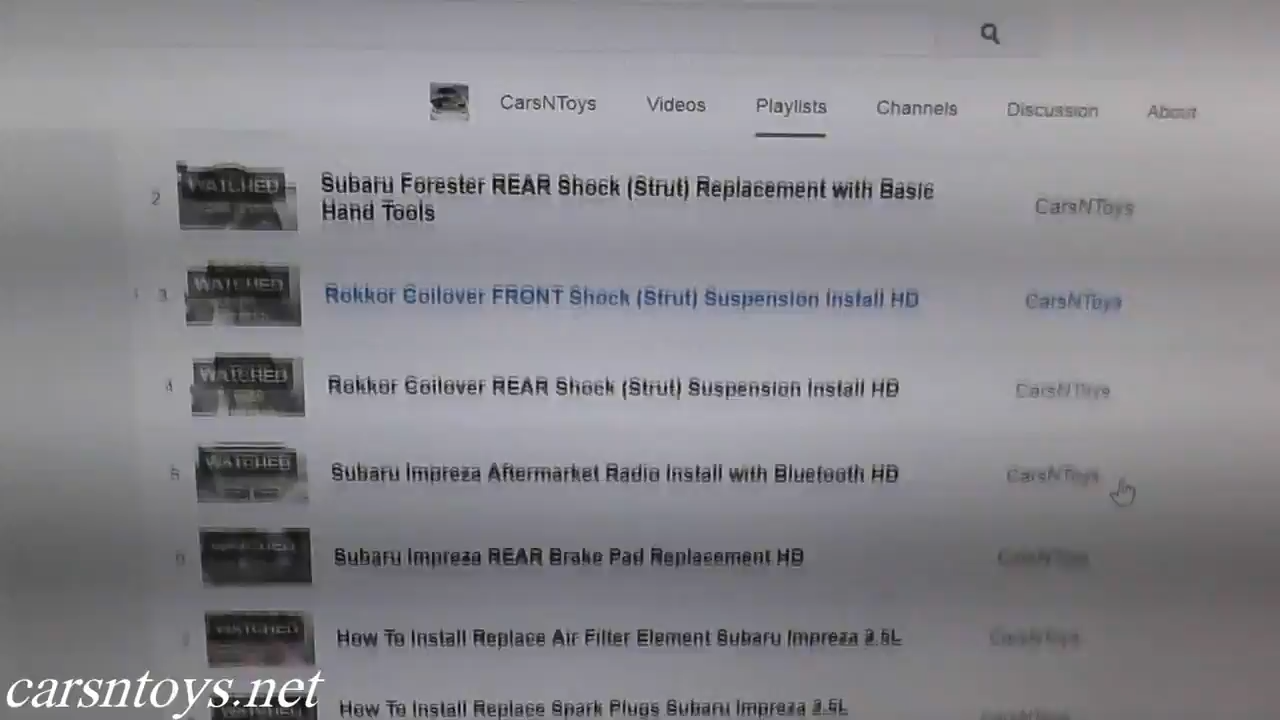 CarsNToys Videos Playlists Channels Discussion About
2 WATCHED Subaru Forester REAR Shock (Strut) Replacement with Basic
Hand Tools
CarsNToys
3 WATCHED Rokkor Coilover FRONT Shock (Strut) Suspension Install HD CarsNToys
4 WATCHED Rokkor Coilover REAR Shock (Strut) Suspension Install HD CarsNToys
5 WATCHED Subaru Impreza Aftermarket Radio Install with Bluetooth HD CarsNToys
6 WATCHED Subaru Impreza REAR Brake Pad Replacement HD CarsNToys
WATCHED How To Install Replace Air Filter Element Subaru Impreza 2.5L CarsNToys
WATCHED How To Install Replace Spark Plugs Subaru Impreza 2.5L
carsntoys.net